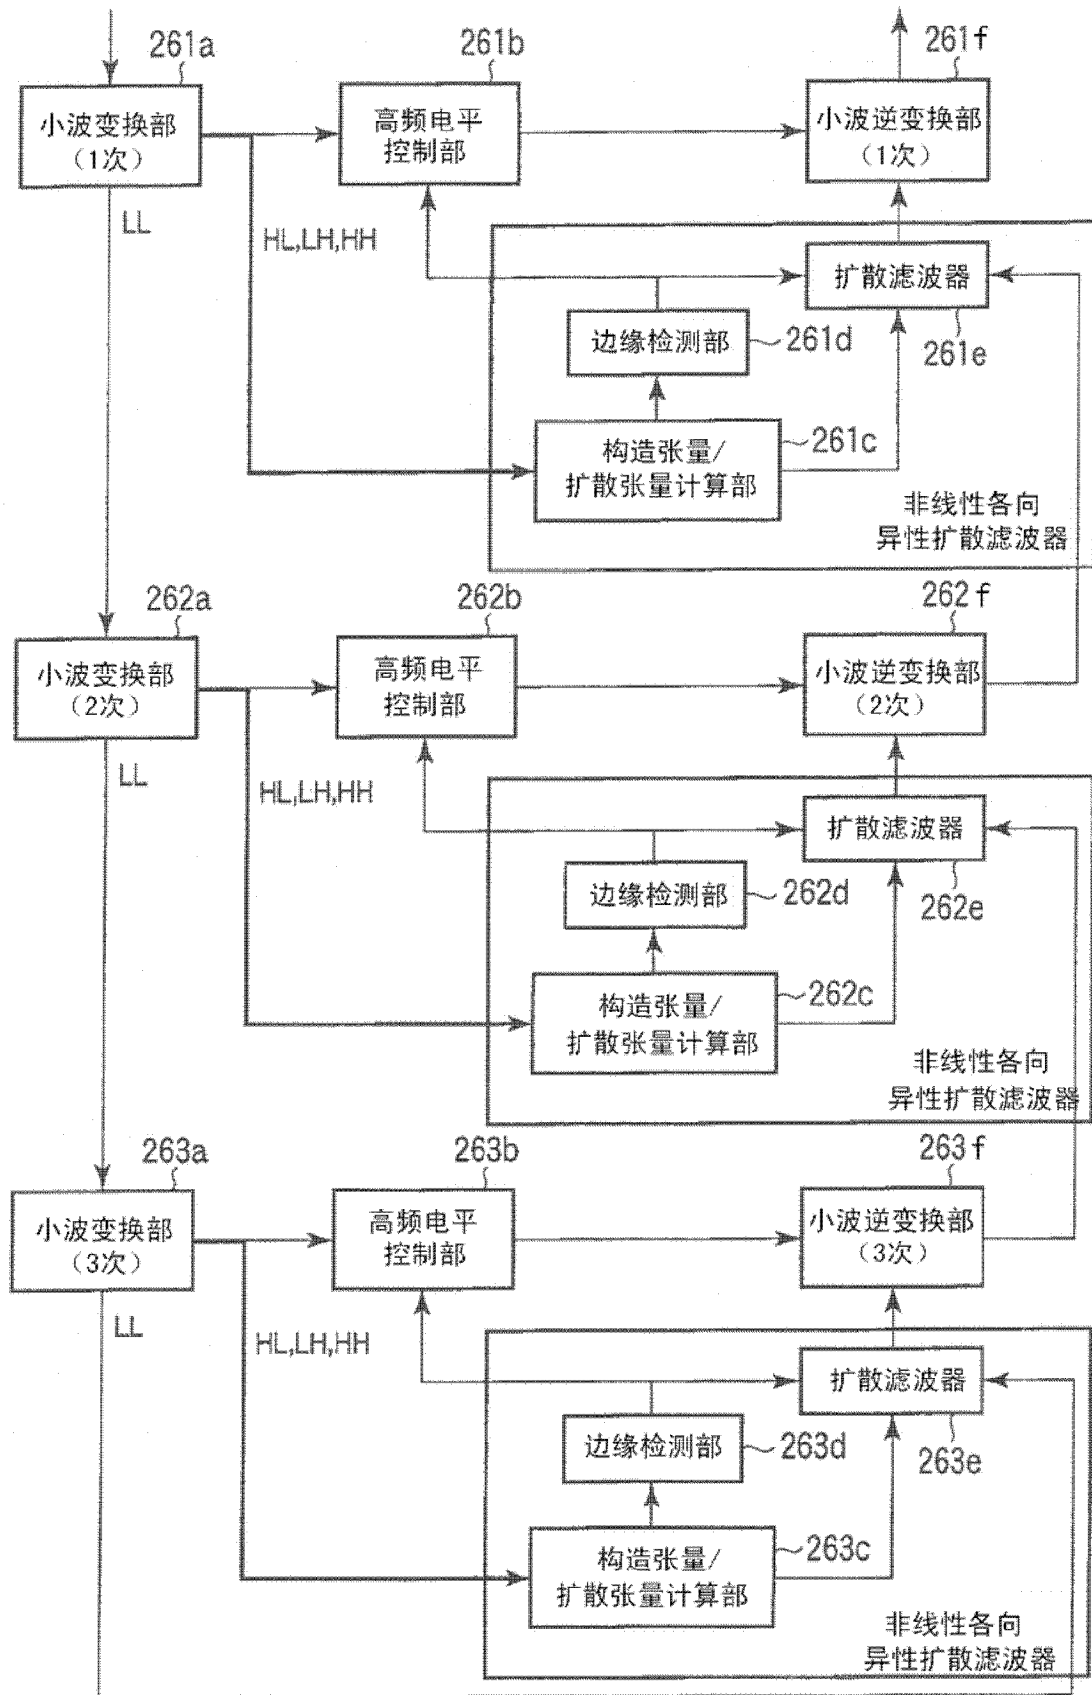 261a
261b
261f
小波变换部
（1次）
高频电平
控制部
小波逆变换部
（1次）
LL
HL,LH,HH
扩散滤波器
边缘检测部
261d
261e
构造张量/
扩散张量计算部
261c
非线性各向
异性扩散滤波器
262a
262b
262f
小波变换部
（2次）
高频电平
控制部
小波逆变换部
（2次）
LL
HL,LH,HH
扩散滤波器
边缘检测部
262d
262e
构造张量/
扩散张量计算部
262c
非线性各向
异性扩散滤波器
263a
263b
263f
小波变换部
（3次）
高频电平
控制部
小波逆变换部
（3次）
LL
HL,LH,HH
扩散滤波器
边缘检测部
263d
263e
构造张量/
扩散张量计算部
263c
非线性各向
异性扩散滤波器